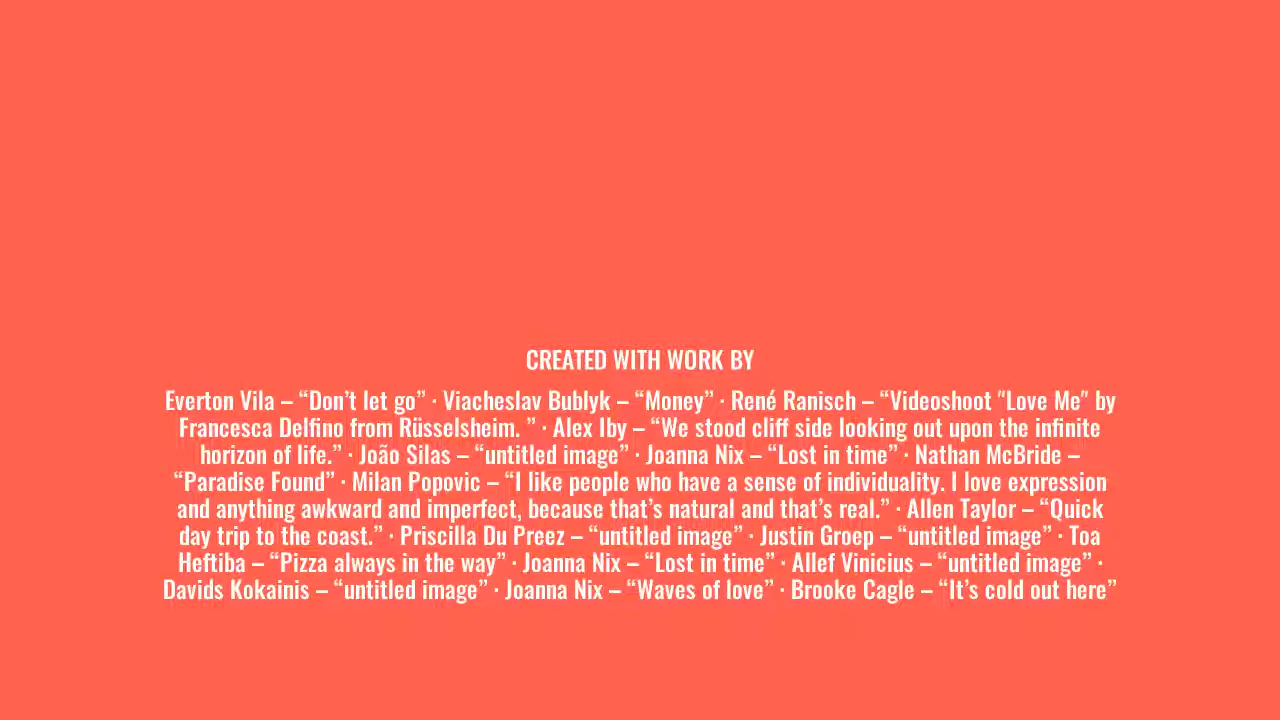 CREATED WITH WORK BY
Everton Vila – “Don’t let go” · Viacheslav Bublyk – “Money” · René Ranisch – “Videoshoot "Love Me" by
Francesca Delfino from Rüsselsheim. ” · Alex Iby – “We stood cliff side looking out upon the infinite
horizon of life.” · João Silas – “untitled image” · Joanna Nix – “Lost in time” · Nathan McBride –
“Paradise Found” · Milan Popovic – “I like people who have a sense of individuality. I love expression
and anything awkward and imperfect, because that’s natural and that’s real.” · Allen Taylor – “Quick
day trip to the coast.” · Priscilla Du Preez – “untitled image” · Justin Groep – “untitled image” · Toa
Heftiba – “Pizza always in the way” · Joanna Nix – “Lost in time” · Allef Vinicius – “untitled image” ·
Davids Kokainis – “untitled image” · Joanna Nix – “Waves of love” · Brooke Cagle – “It’s cold out here”